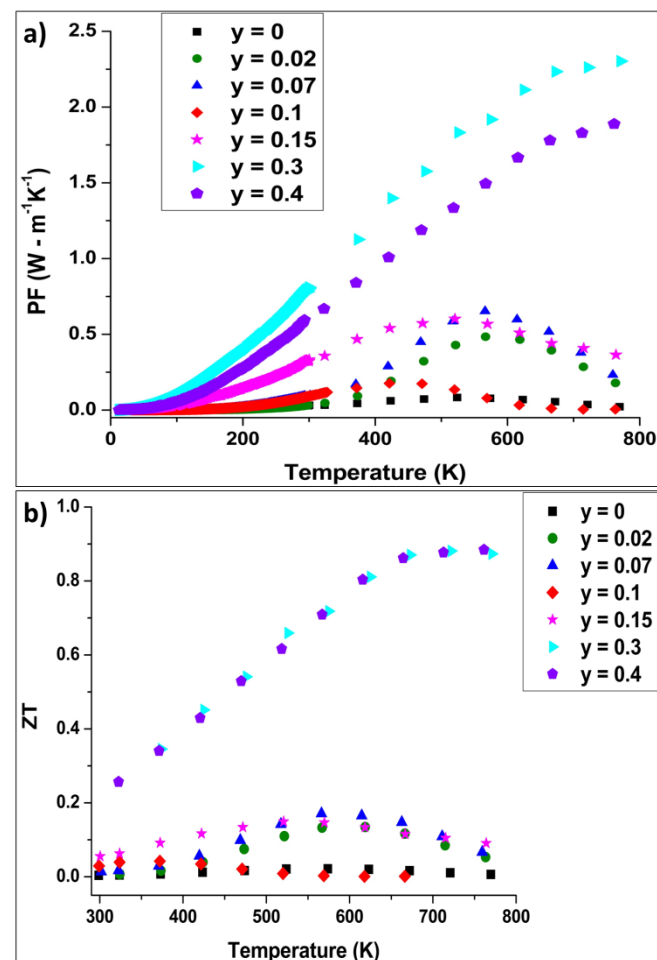 a)
y = 0
y = 0.02
y = 0.07
y = 0.1
y = 0.15
y = 0.3
y = 0.4
PF (W - m⁻¹K⁻¹)
2.5
2.0
1.5
1.0
0.5
0.0
0 200 400 600 800
Temperature (K)
b)
y = 0
y = 0.02
y = 0.07
y = 0.1
y = 0.15
y = 0.3
y = 0.4
ZT
1.0
0.8
0.6
0.4
0.2
0.0
300 400 500 600 700 800
Temperature (K)